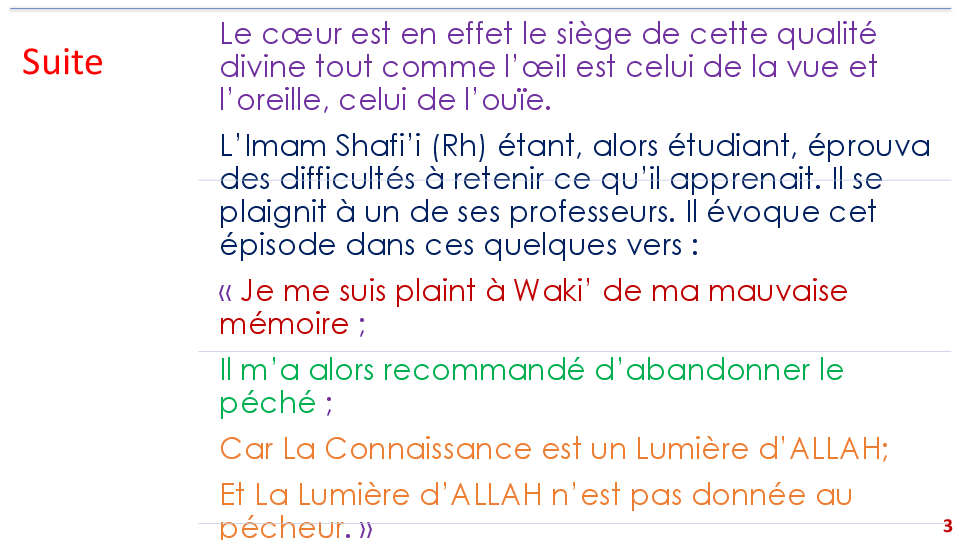 Suite
Le cœur est en effet le siège de cette qualité
divine tout comme l’œil est celui de la vue et
l’oreille, celui de l’ouïe.
L’Imam Shafi’i (Rh) étant, alors étudiant, éprouva
des difficultés à retenir ce qu’il apprenait. Il se
plaignit à un de ses professeurs. Il évoque cet
épisode dans ces quelques vers :
« Je me suis plaint à Waki’ de ma mauvaise
mémoire ;
Il m’a alors recommandé d’abandonner le
péché ;
Car La Connaissance est un Lumière d’ALLAH;
Et La Lumière d’ALLAH n’est pas donnée au
pécheur. »
3